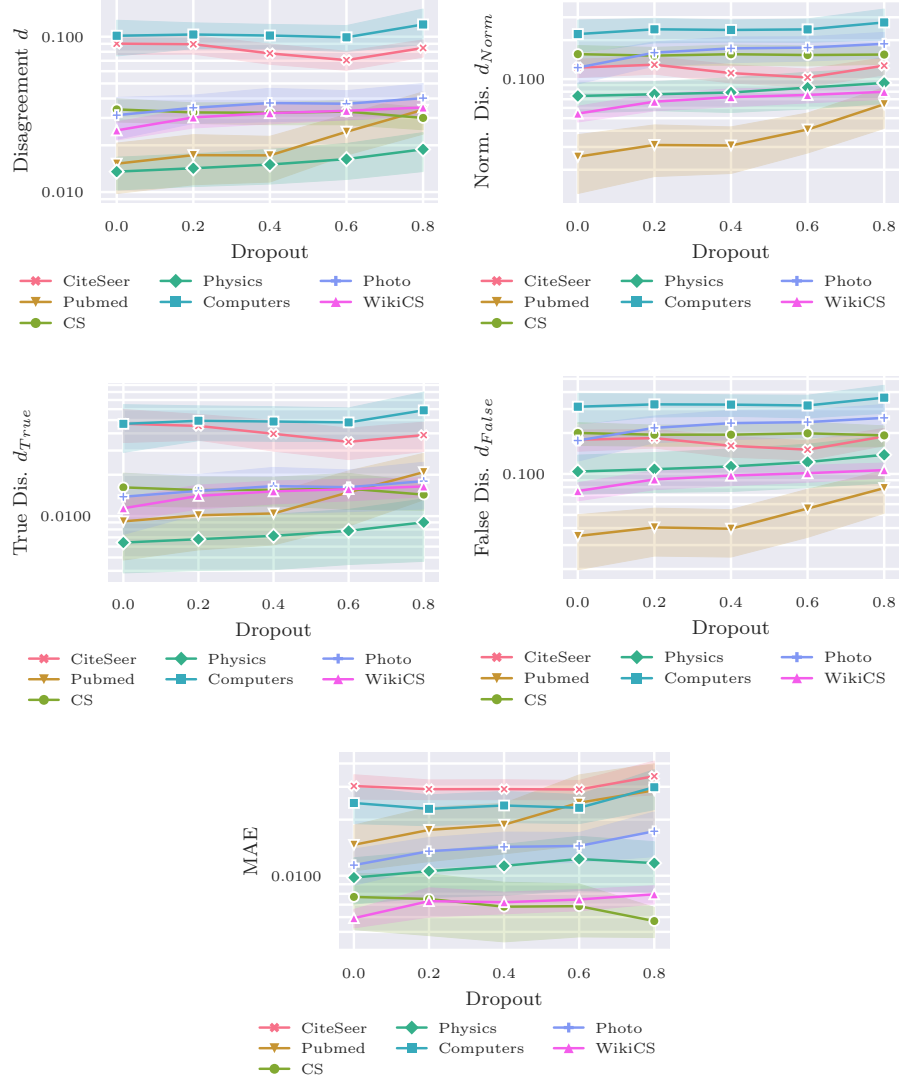 Disagreement d
0.100
0.010
0.0 0.2 0.4 0.6 0.8
Dropout
CiteSeer Physics Photo
Pubmed Computers WikiCS
CS
Norm. Dis. d_Norm
0.100
0.0 0.2 0.4 0.6 0.8
Dropout
CiteSeer Physics Photo
Pubmed Computers WikiCS
CS
True Dis. d_True
0.0100
0.0 0.2 0.4 0.6 0.8
Dropout
CiteSeer Physics Photo
Pubmed Computers WikiCS
CS
False Dis. d_False
0.100
0.0 0.2 0.4 0.6 0.8
Dropout
CiteSeer Physics Photo
Pubmed Computers WikiCS
CS
MAE
0.0100
0.0 0.2 0.4 0.6 0.8
Dropout
CiteSeer Physics Photo
Pubmed Computers WikiCS
CS